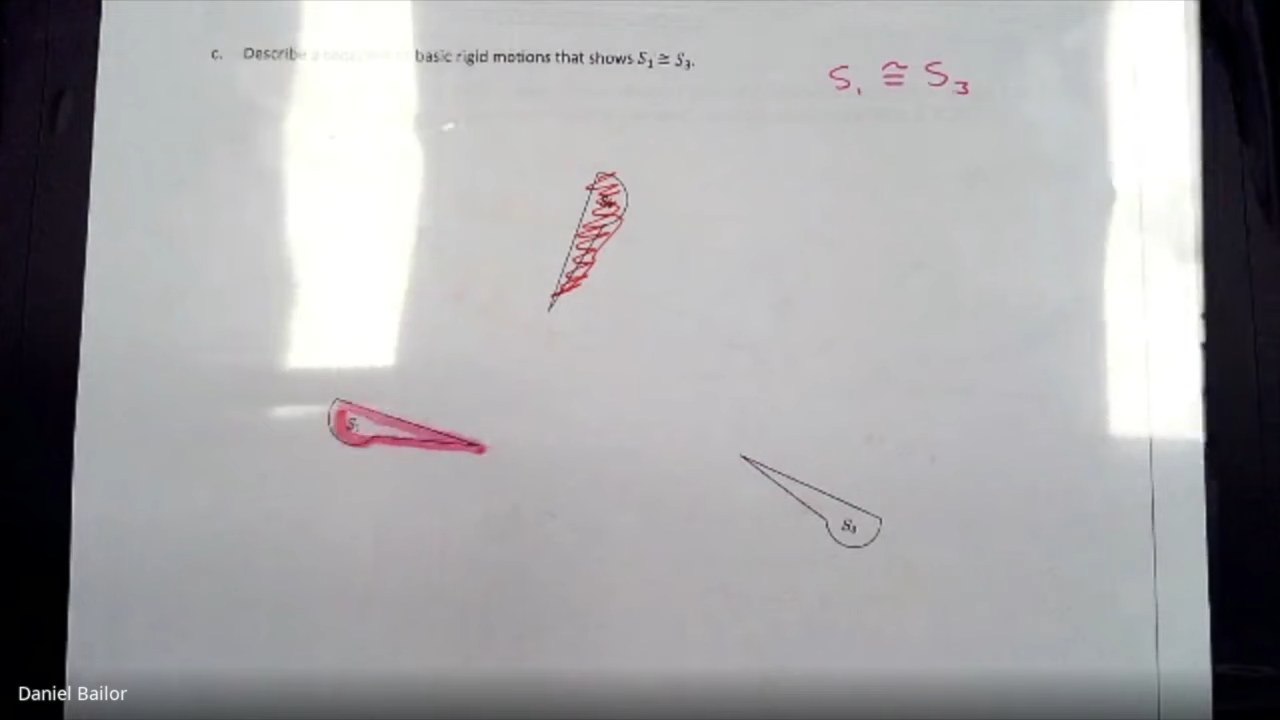 c. Describe basic rigid motions that shows S₁ ≅ S₃.
S₁ ≅ S₃
S₁
S₃
Daniel Bailor